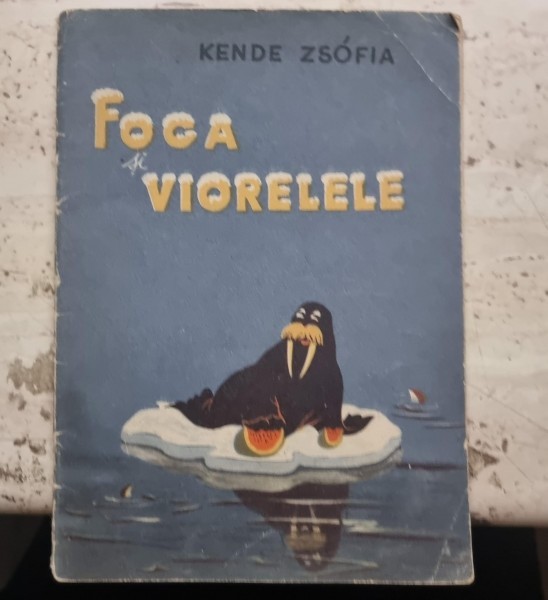 KENDE ZSÓFIA
FOCA
și
VIORELELE